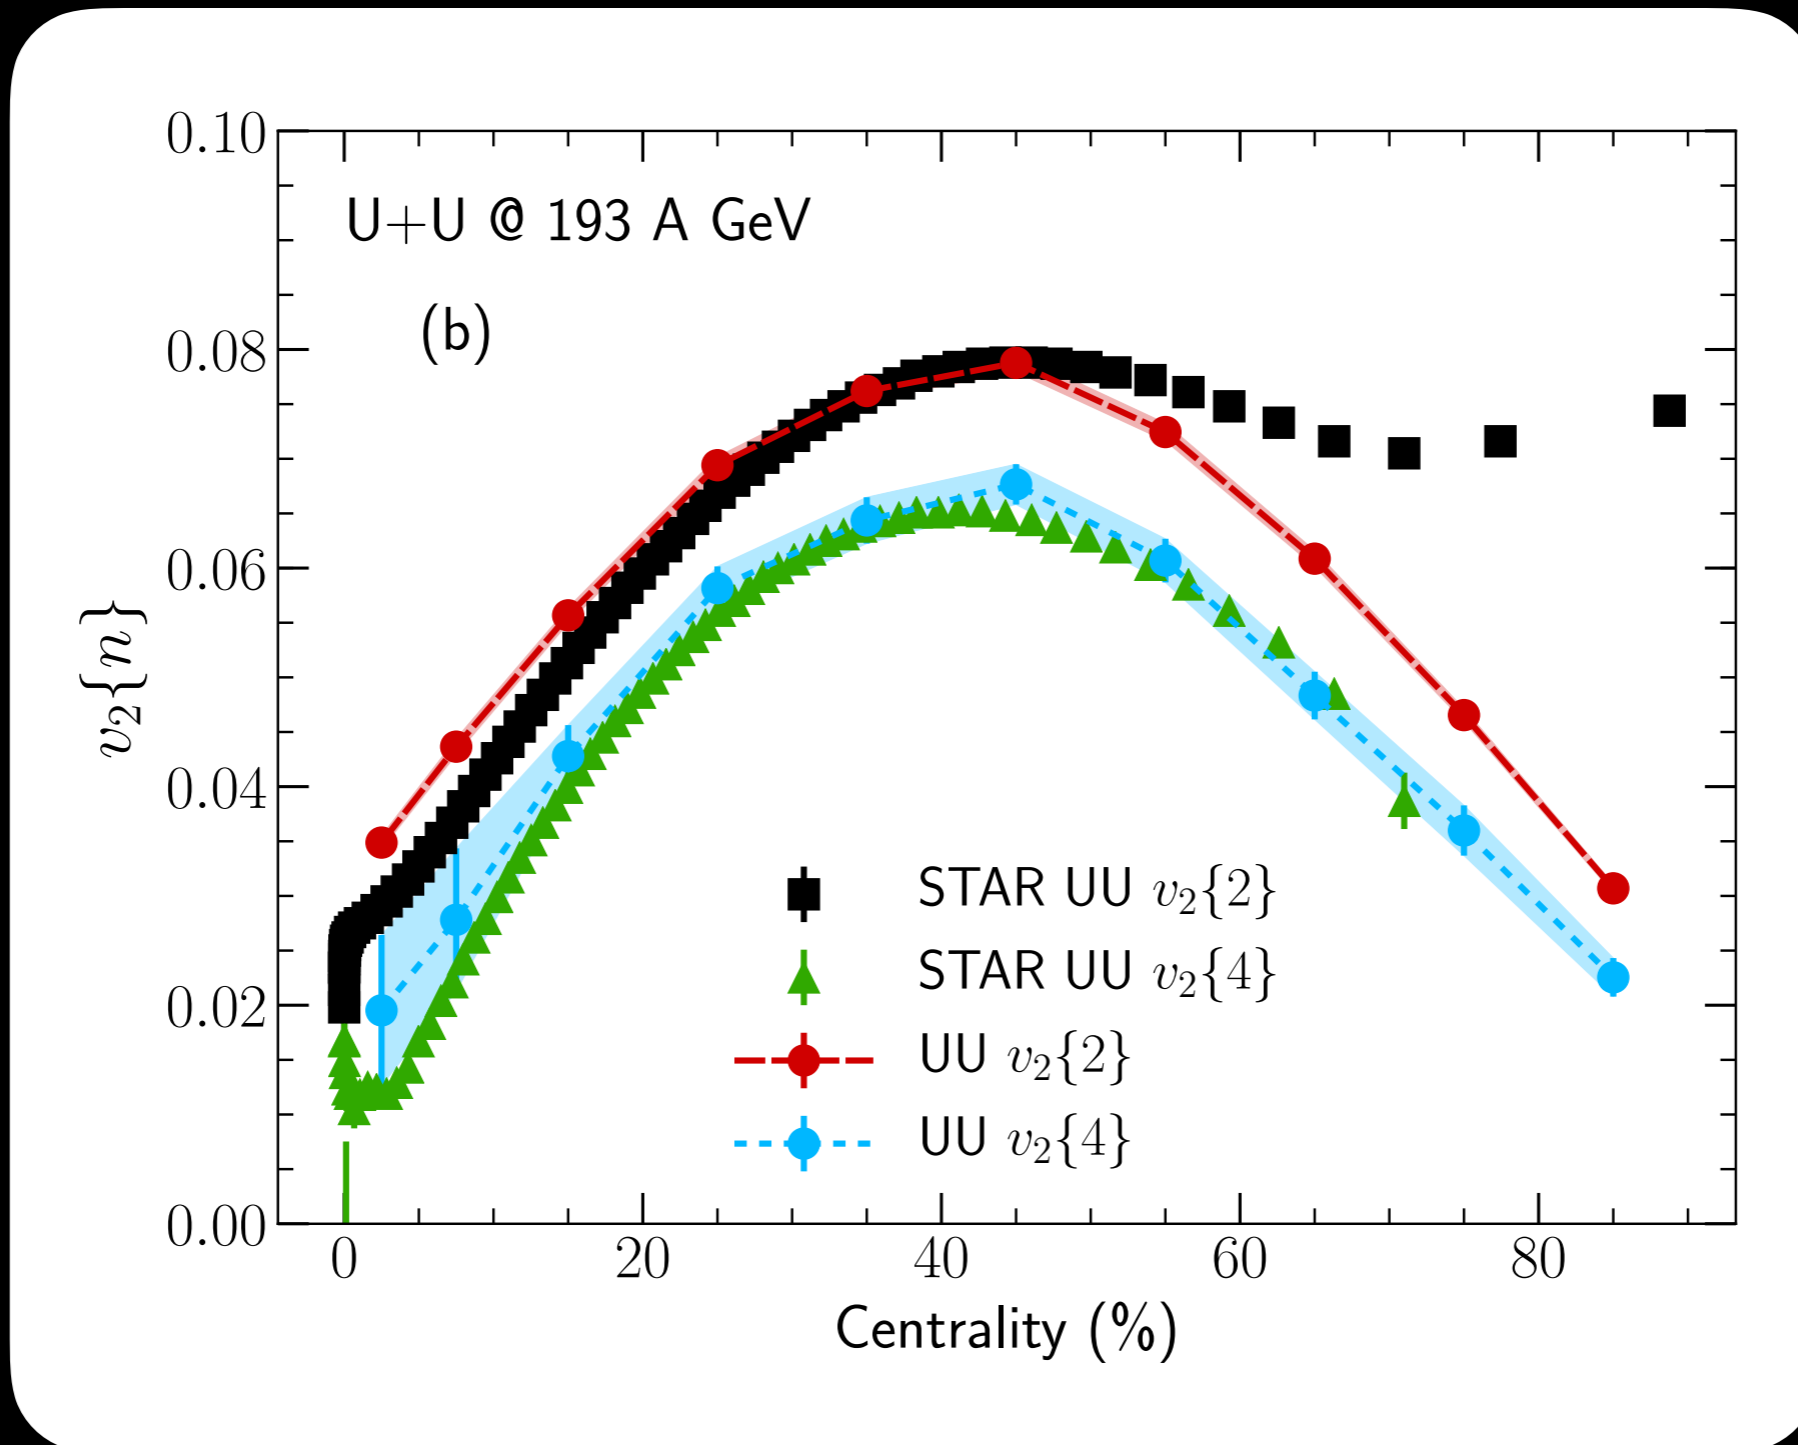 0.10
0.08
0.06
0.04
0.02
0.00
v₂{n}
U+U @ 193 A GeV
(b)
STAR UU v₂{2}
STAR UU v₂{4}
UU v₂{2}
UU v₂{4}
0 20 40 60 80
Centrality (%)